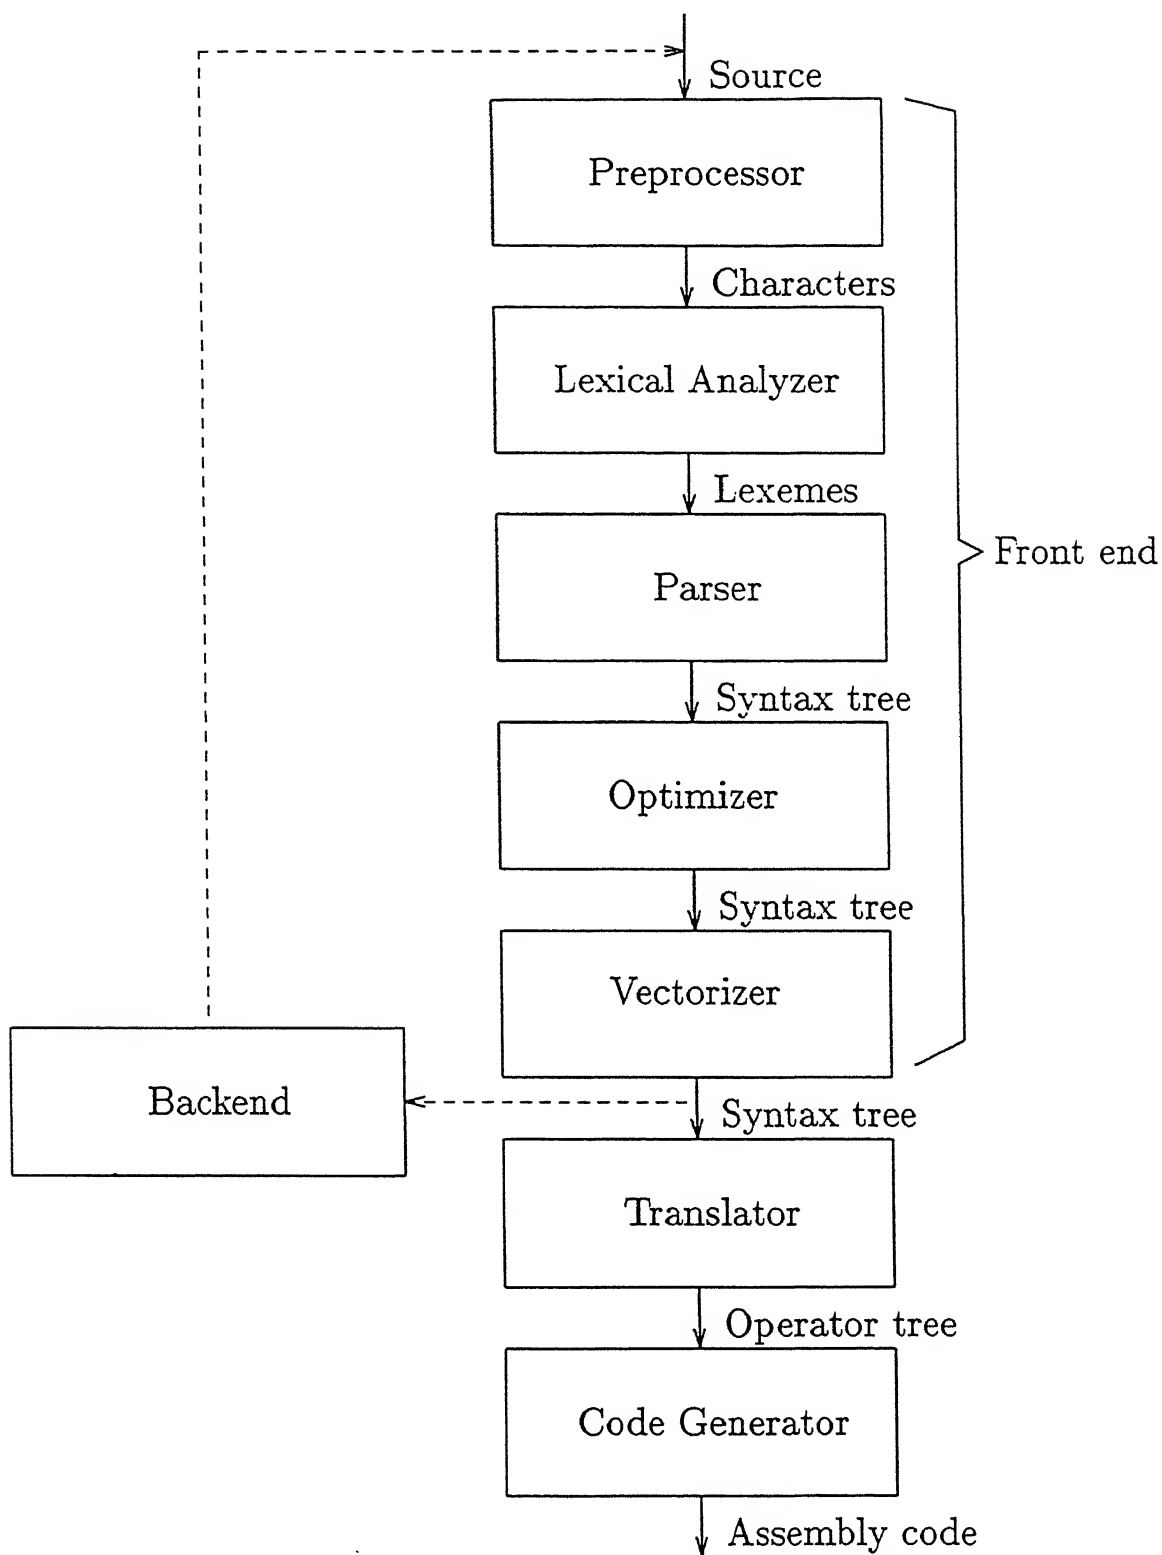 Source
Preprocessor
Characters
Lexical Analyzer
Lexemes
Front end
Parser
Syntax tree
Optimizer
Syntax tree
Vectorizer
Backend
Syntax tree
Translator
Operator tree
Code Generator
Assembly code